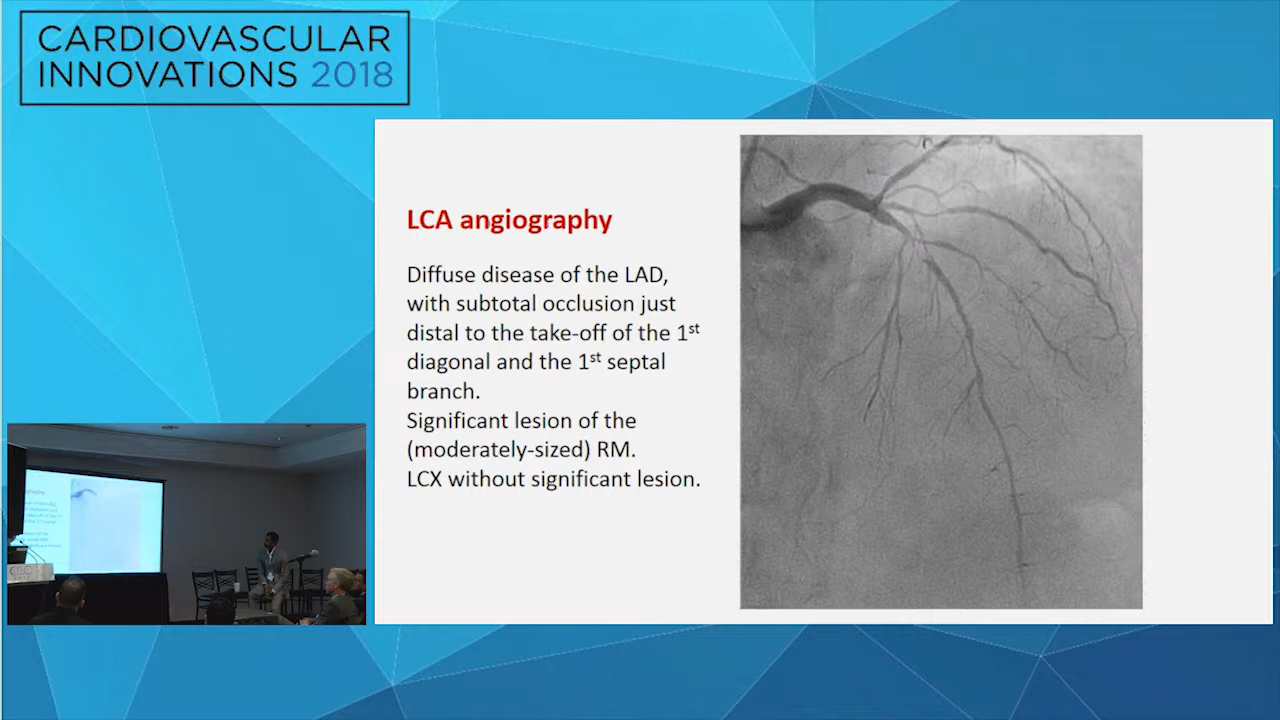 CARDIOVASCULAR
INNOVATIONS 2018
LCA angiography
Diffuse disease of the LAD,
with subtotal occlusion just
distal to the take-off of the 1st
diagonal and the 1st septal
branch.
Significant lesion of the
(moderately-sized) RM.
LCX without significant lesion.